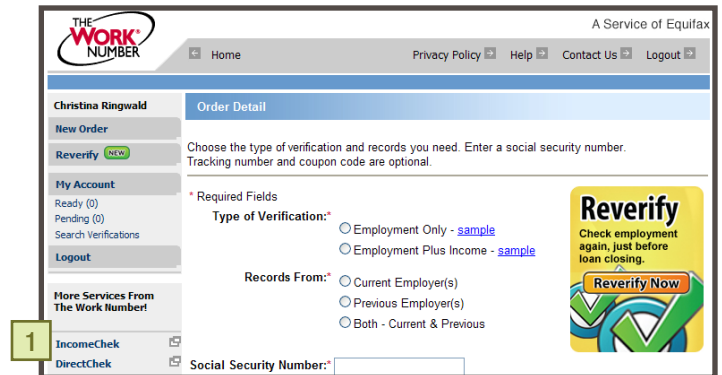 THE
WORK
NUMBER
A Service of Equifax
Home Privacy Policy Help Contact Us Logout
Christina Ringwald
New Order
Reverify NEW
My Account
Ready (0)
Pending (0)
Search Verifications
Logout
More Services From
The Work Number!
1
IncomeChek
DirectChek
Order Detail
Choose the type of verification and records you need. Enter a social security number.
Tracking number and coupon code are optional.
* Required Fields
Type of Verification:*
Employment Only - sample
Employment Plus Income - sample
Records From:*
Current Employer(s)
Previous Employer(s)
Both - Current & Previous
Social Security Number:*
Reverify
Check employment
again, just before
loan closing.
Reverify Now